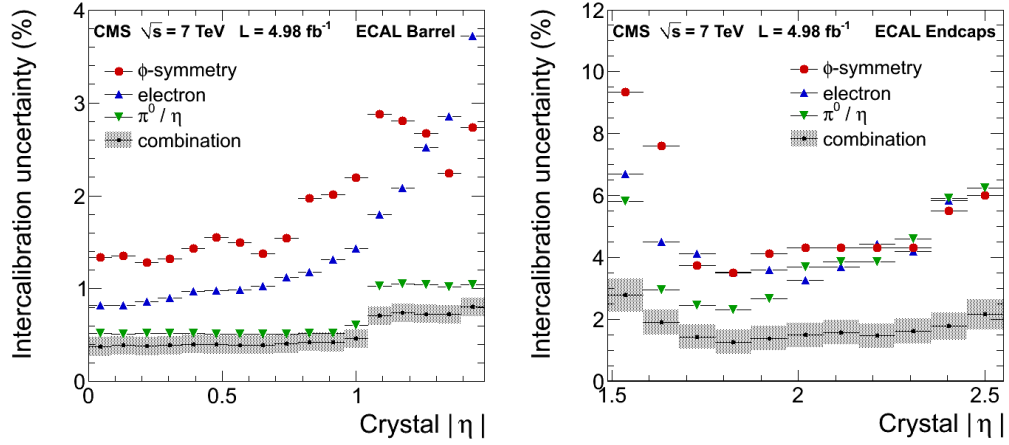 Intercalibration uncertainty (%)
4
3
2
1
0
CMS √s = 7 TeV L = 4.98 fb⁻¹ ECAL Barrel
ϕ-symmetry
electron
π⁰ / η
combination
0 0.5 1
Crystal | η |
Intercalibration uncertainty (%)
12
10
8
6
4
2
0
CMS √s = 7 TeV L = 4.98 fb⁻¹ ECAL Endcaps
ϕ-symmetry
electron
π⁰ / η
combination
1.5 2 2.5
Crystal | η |